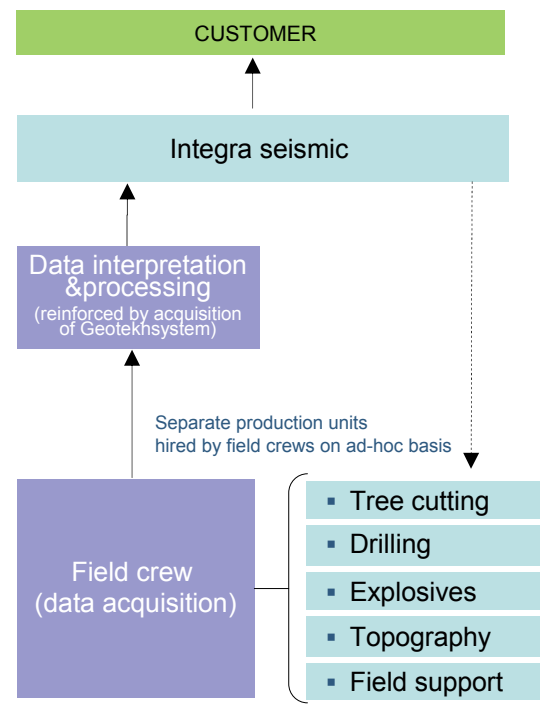 CUSTOMER
Integra seismic
Data interpretation
&processing
(reinforced by acquisition
of Geotekhsystem)
Separate production units
hired by field crews on ad-hoc basis
Field crew
(data acquisition)
▪ Tree cutting
▪ Drilling
▪ Explosives
▪ Topography
▪ Field support